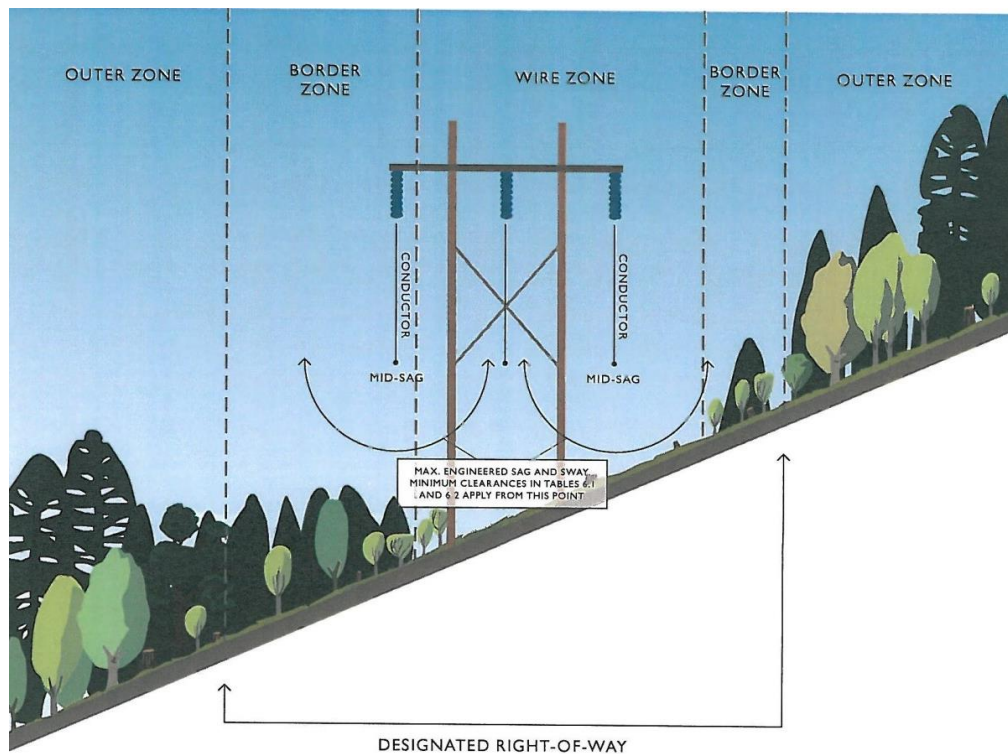 OUTER ZONE
BORDER
ZONE
WIRE ZONE
BORDER
ZONE
OUTER ZONE
CONDUCTOR
CONDUCTOR
MID-SAG
MID-SAG
MAX. ENGINEERED SAG AND SWAY
MINIMUM CLEARANCES IN TABLES 6.1
AND 6.2 APPLY FROM THIS POINT
DESIGNATED RIGHT-OF-WAY